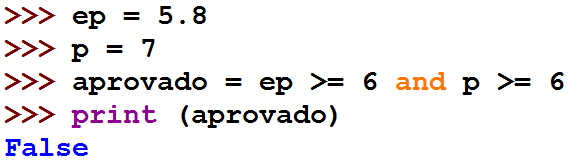 >>> ep = 5.8
>>> p = 7
>>> aprovado = ep >= 6 and p >= 6
>>> print (aprovado)
False